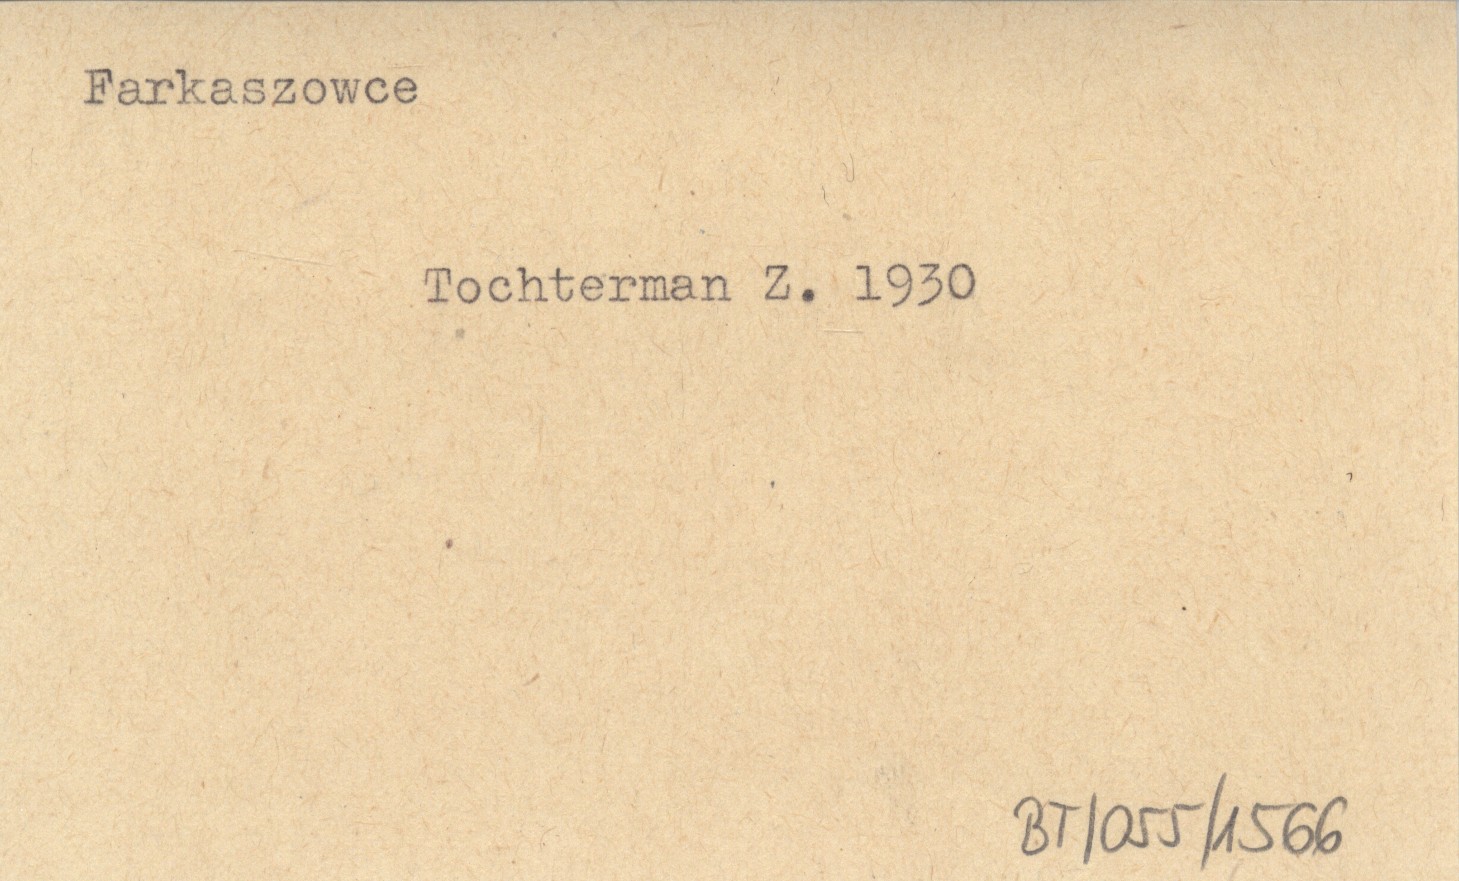 Farkaszowce
Tochterman Z. 1930
BT/055/1566